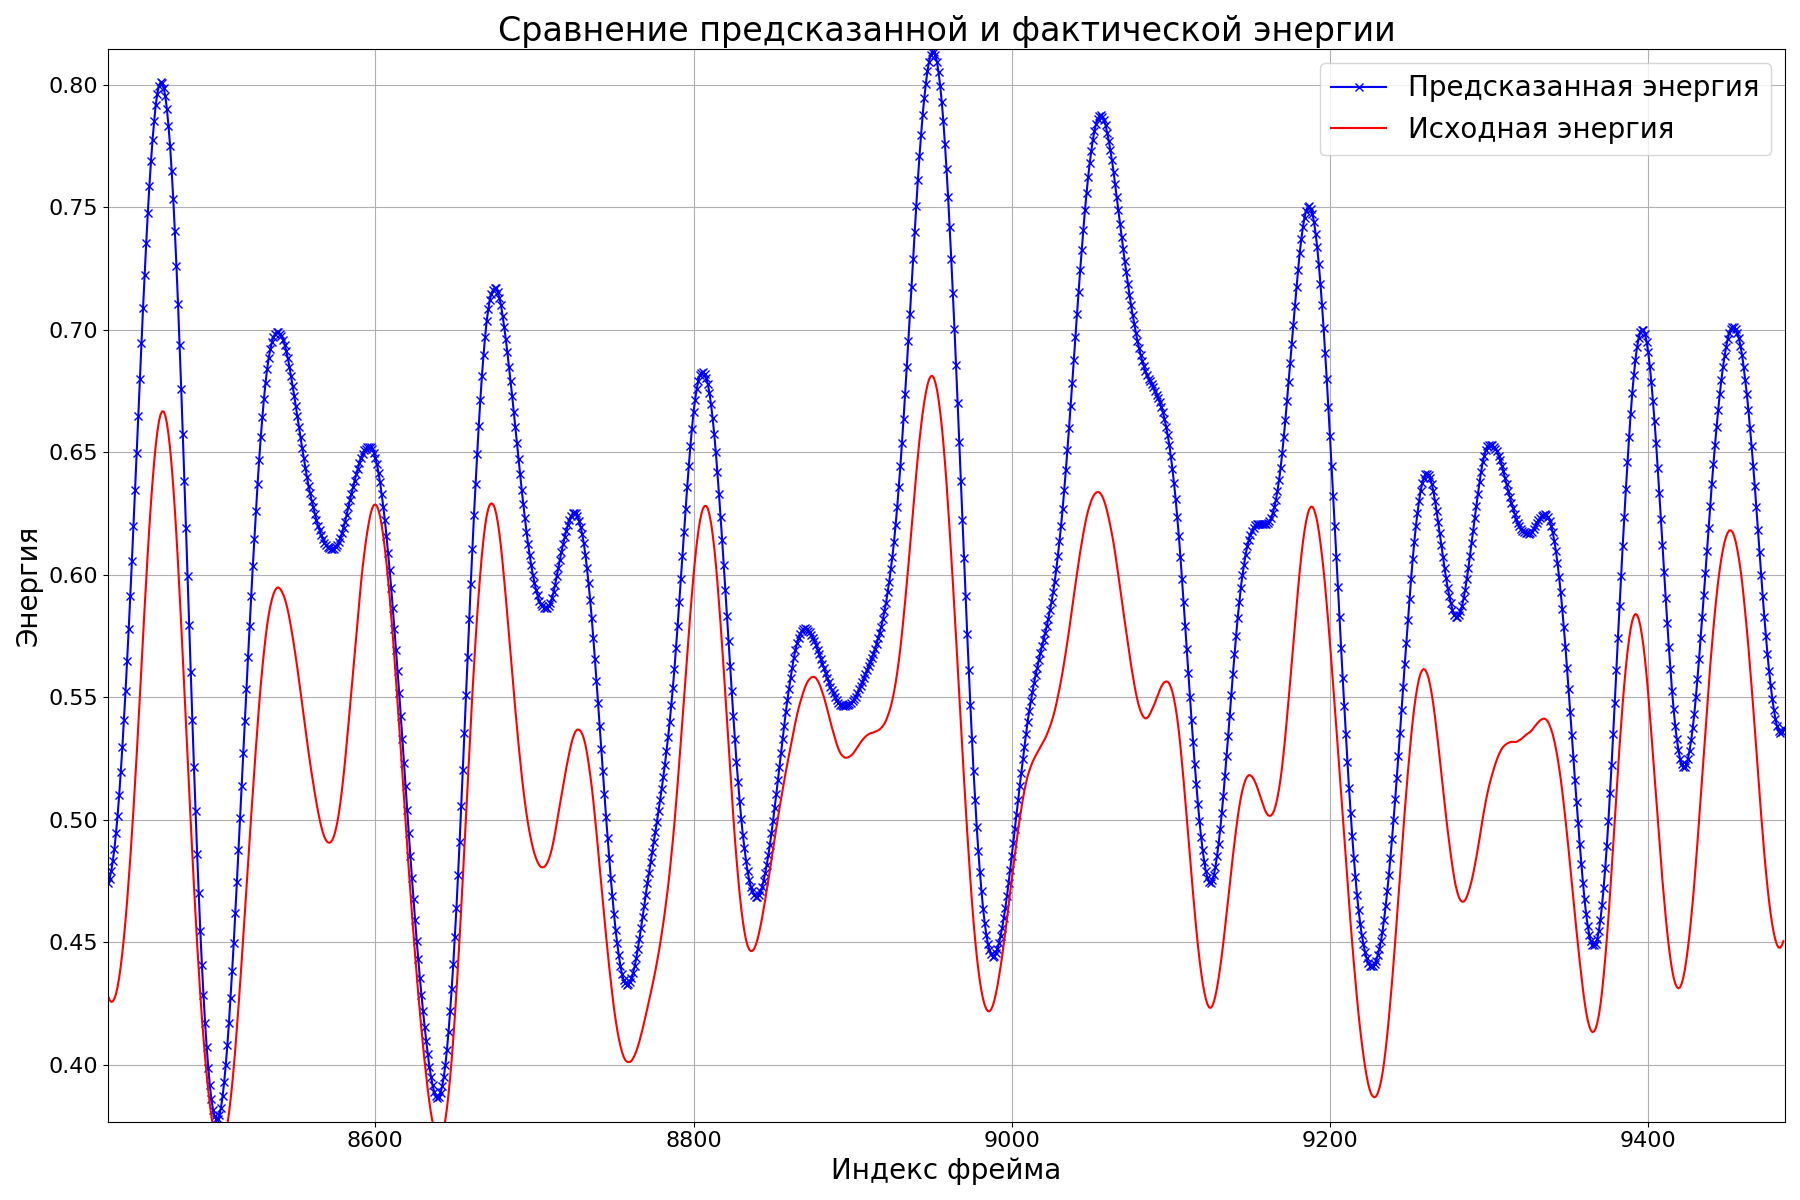 Сравнение предсказанной и фактической энергии
Предсказанная энергия
Исходная энергия
Энергия
0.80
0.75
0.70
0.65
0.60
0.55
0.50
0.45
0.40
8600 8800 9000 9200 9400
Индекс фрейма